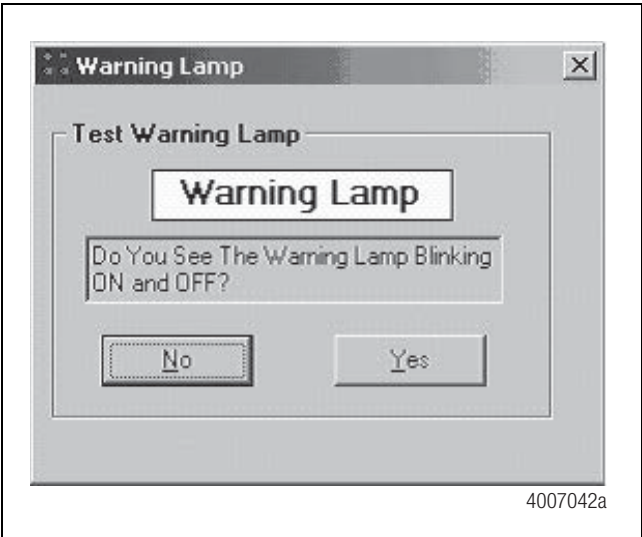 Warning Lamp
Test Warning Lamp
Warning Lamp
Do You See The Warning Lamp Blinking
ON and OFF?
No
Yes
4007042a